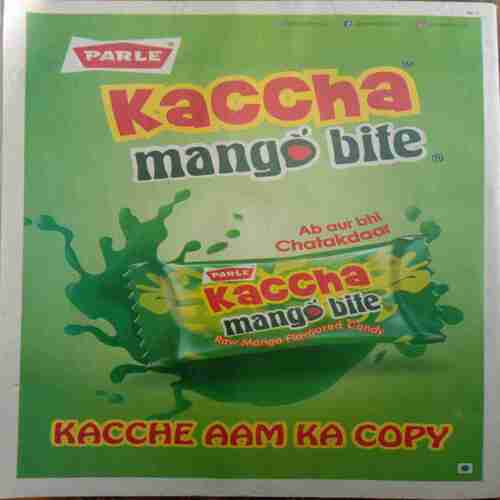 PARLE®
Kaccha™
mango bite®
Ab aur bhi
Chatakdaar
PARLE
Kaccha
mango bite
Raw Mango Flavoured Candy
KACCHE AAM KA COPY